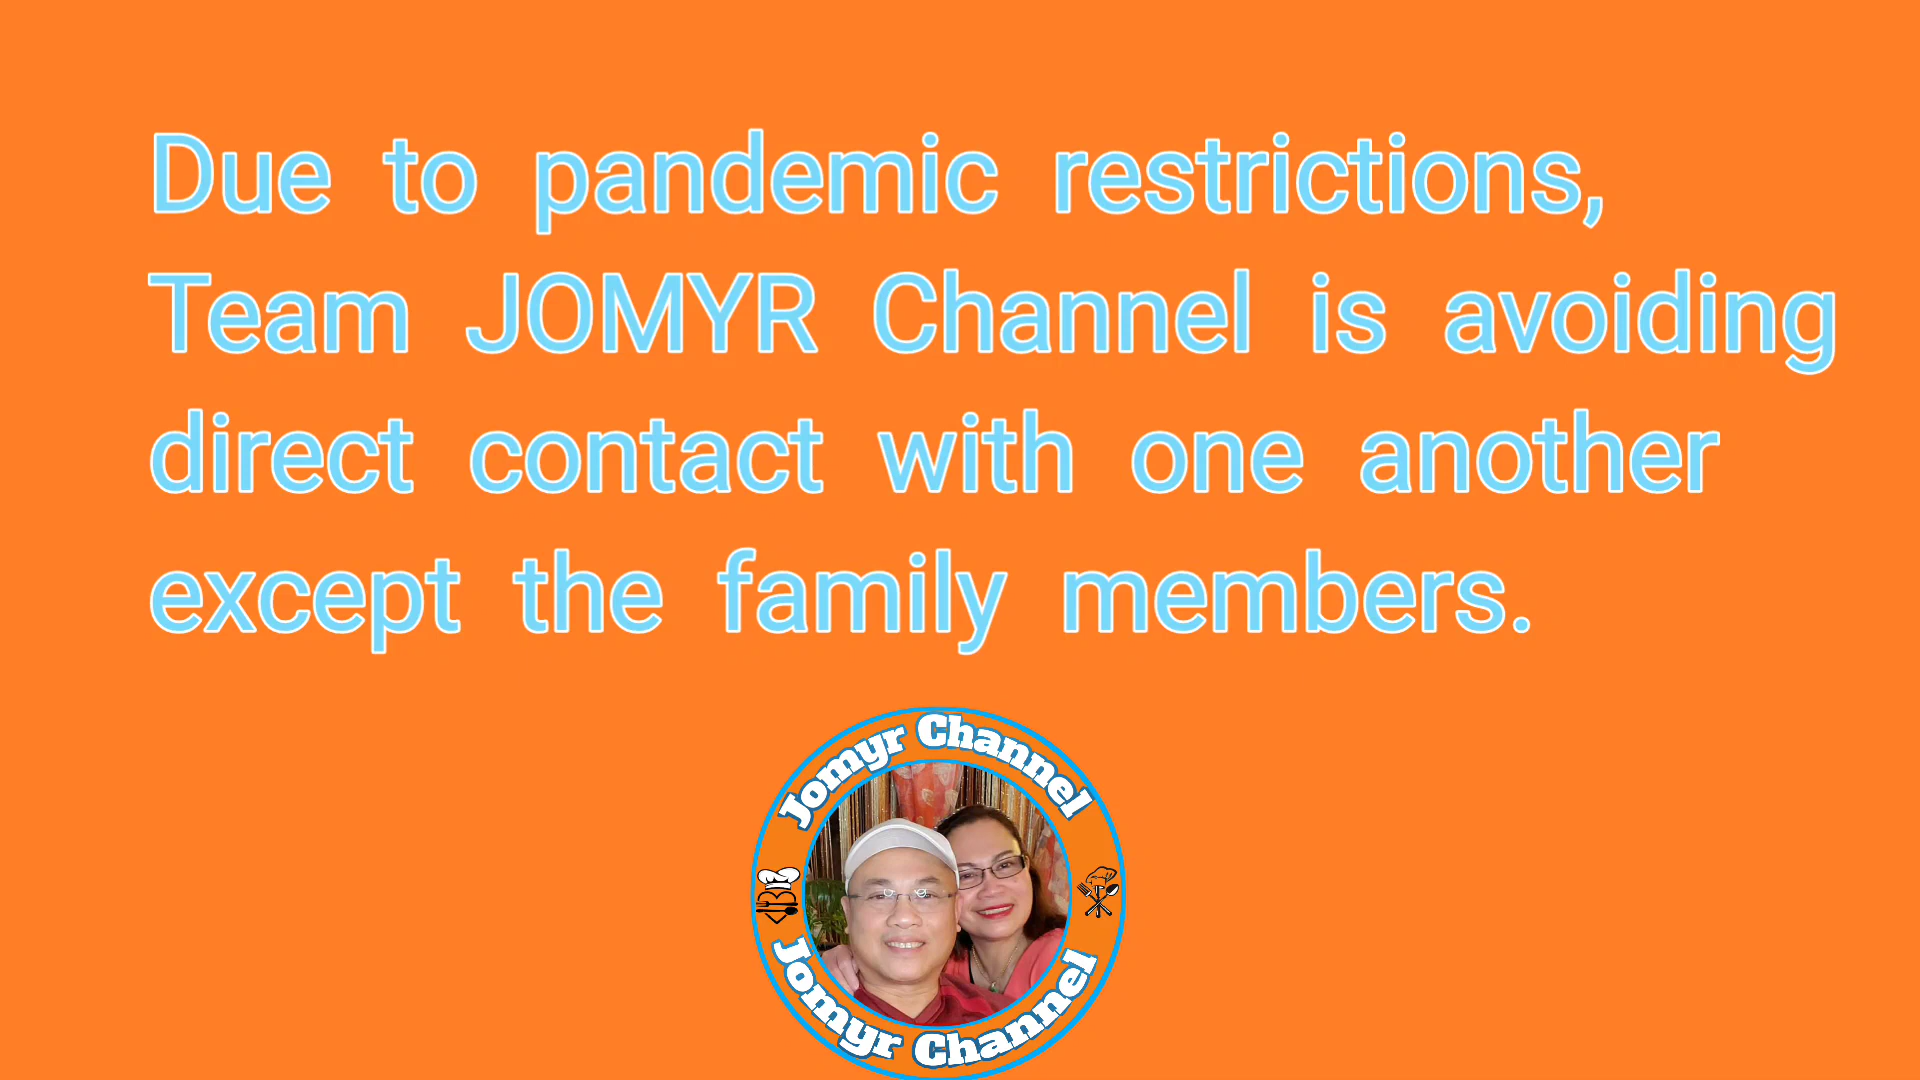 Due to pandemic restrictions,
Team JOMYR Channel is avoiding
direct contact with one another
except the family members.
Jomyr Channel
Jomyr Channel